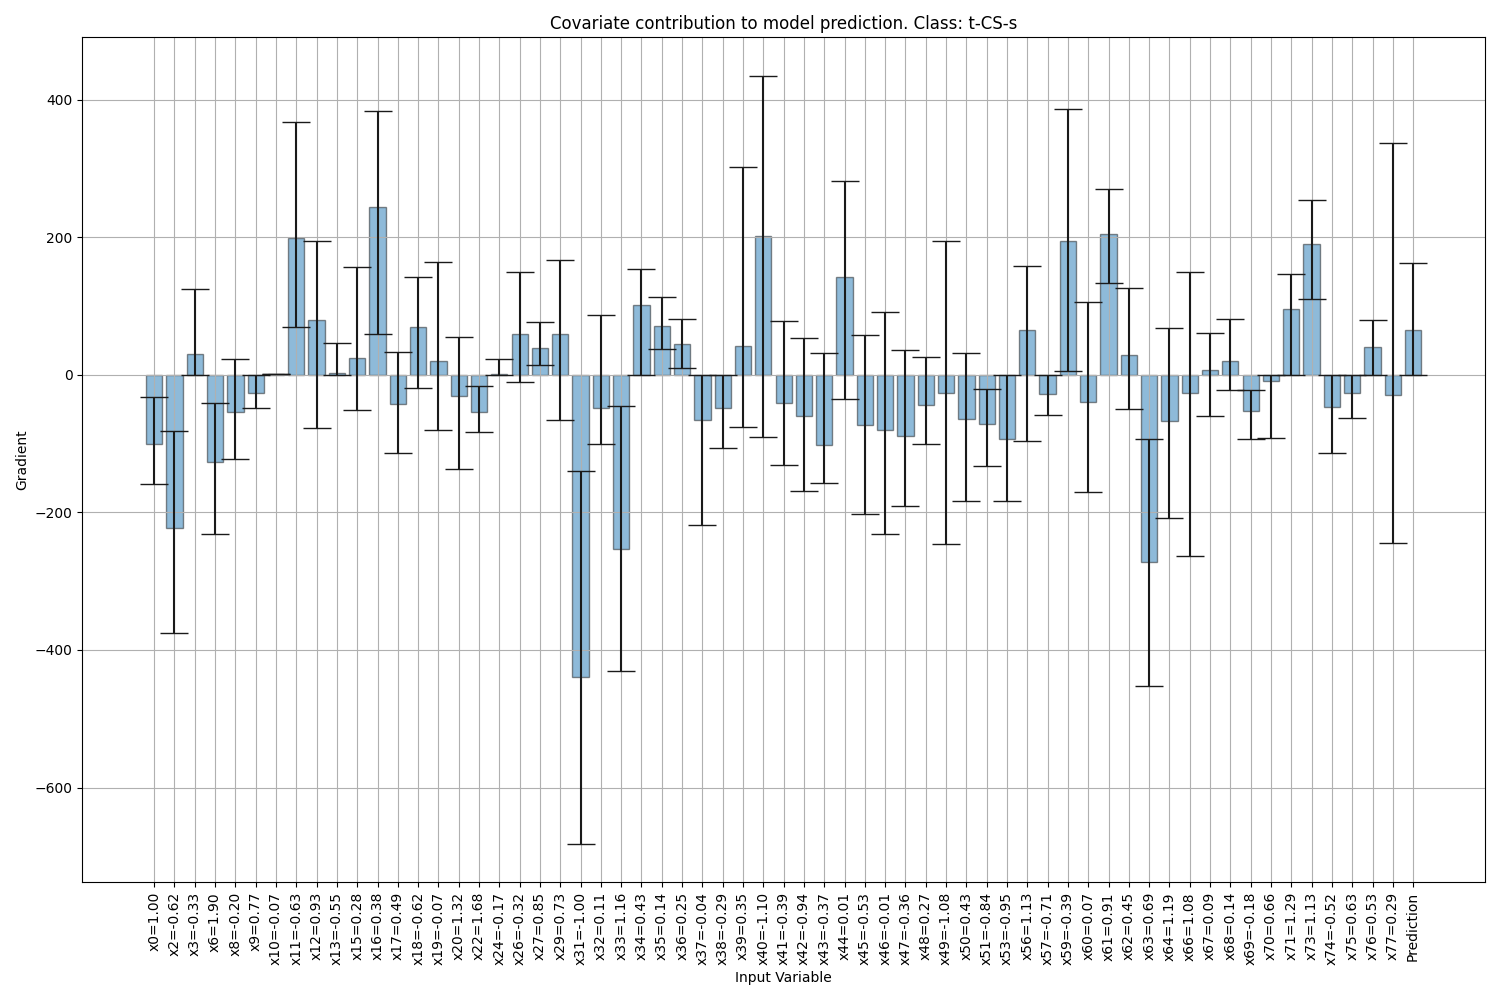 Covariate contribution to model prediction. Class: t-CS-s
Gradient
400
200
0
−200
−400
−600
x0=1.00
x2=-0.62
x3=-0.33
x6=1.90
x8=-0.20
x9=0.77
x10=-0.07
x11=-0.63
x12=0.93
x13=-0.55
x15=0.28
x16=0.38
x17=0.49
x18=-0.62
x19=-0.07
x20=1.32
x22=1.68
x24=-0.17
x26=-0.32
x27=0.85
x29=0.73
x31=-1.00
x32=0.11
x33=1.16
x34=0.43
x35=0.14
x36=0.25
x37=-0.04
x38=-0.29
x39=0.35
x40=-1.10
x41=-0.39
x42=-0.94
x43=-0.37
x44=0.01
x45=-0.53
x46=-0.01
x47=-0.36
x48=0.27
x49=-1.08
x50=0.43
x51=-0.84
x53=-0.95
x56=1.13
x57=-0.71
x59=-0.39
x60=0.07
x61=0.91
x62=0.45
x63=0.69
x64=1.19
x66=1.08
x67=0.09
x68=0.14
x69=-0.18
x70=0.66
x71=1.29
x73=1.13
x74=-0.52
x75=0.63
x76=0.53
x77=0.29
Prediction
Input Variable